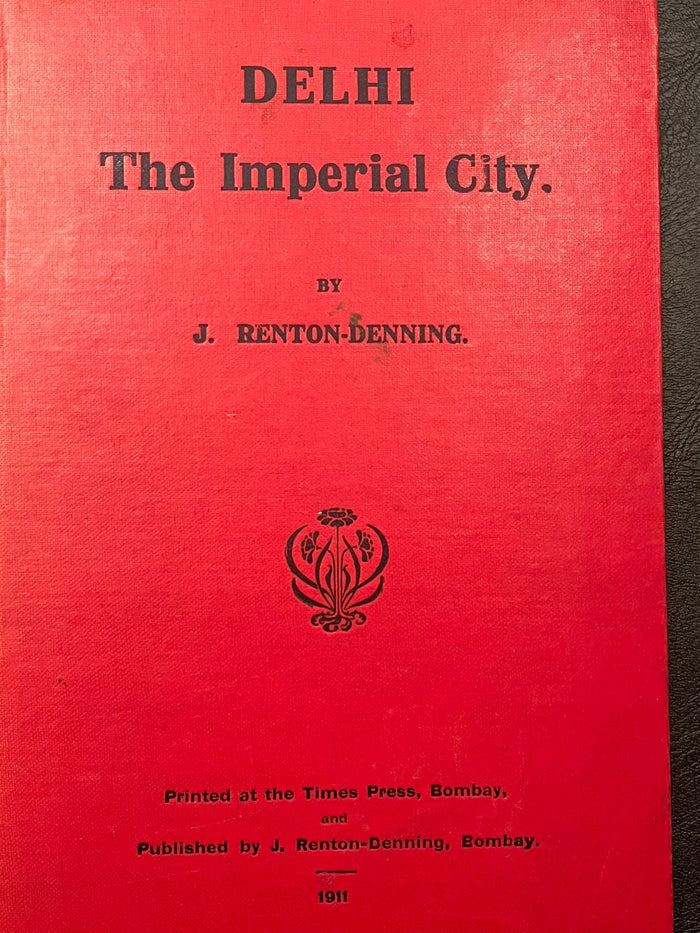 DELHI
The Imperial City.
BY
J. RENTON-DENNING.
Printed at the Times Press, Bombay,
and
Published by J. Renton-Denning, Bombay.
1911